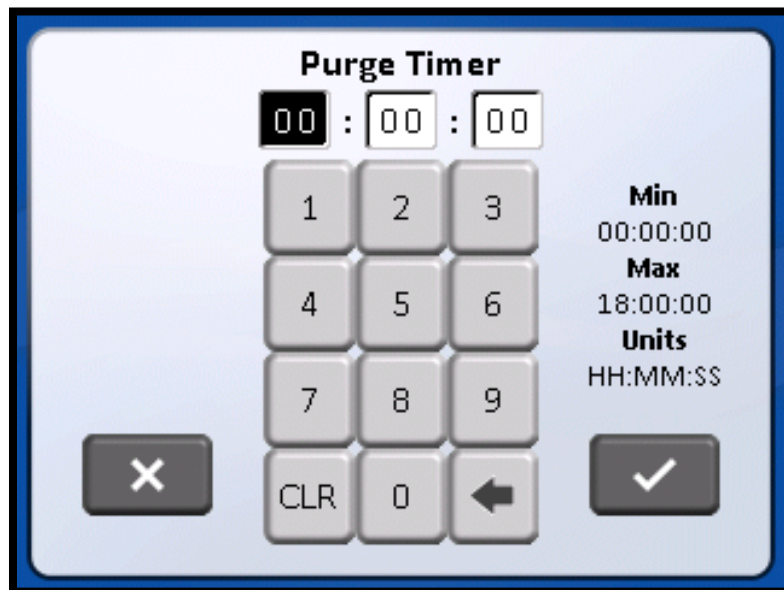 Purge Timer
00 : 00 : 00
1 2 3
4 5 6
7 8 9
CLR 0
Min
00:00:00
Max
18:00:00
Units
HH:MM:SS